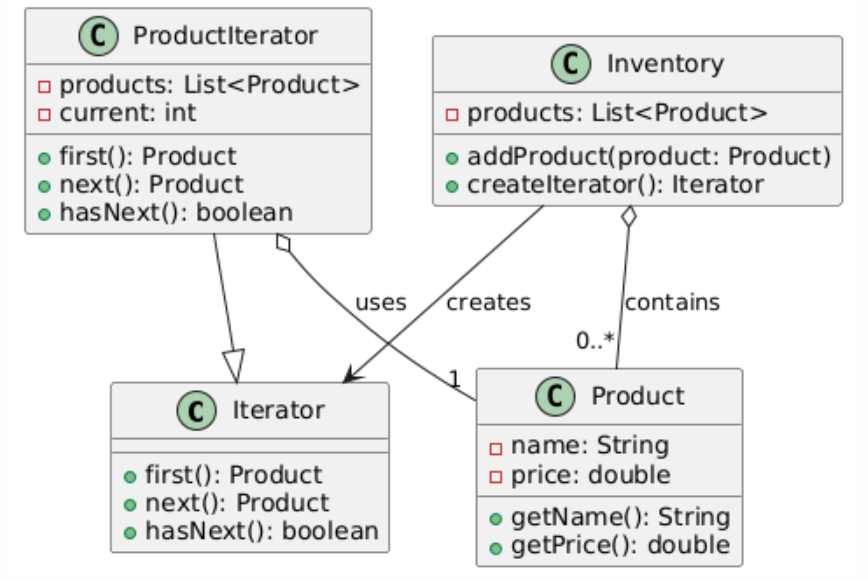 C ProductIterator
products: List<Product>
current: int
first(): Product
next(): Product
hasNext(): boolean
C Inventory
products: List<Product>
addProduct(product: Product)
createIterator(): Iterator
uses
creates
contains
0..*
1
C Iterator
first(): Product
next(): Product
hasNext(): boolean
C Product
name: String
price: double
getName(): String
getPrice(): double